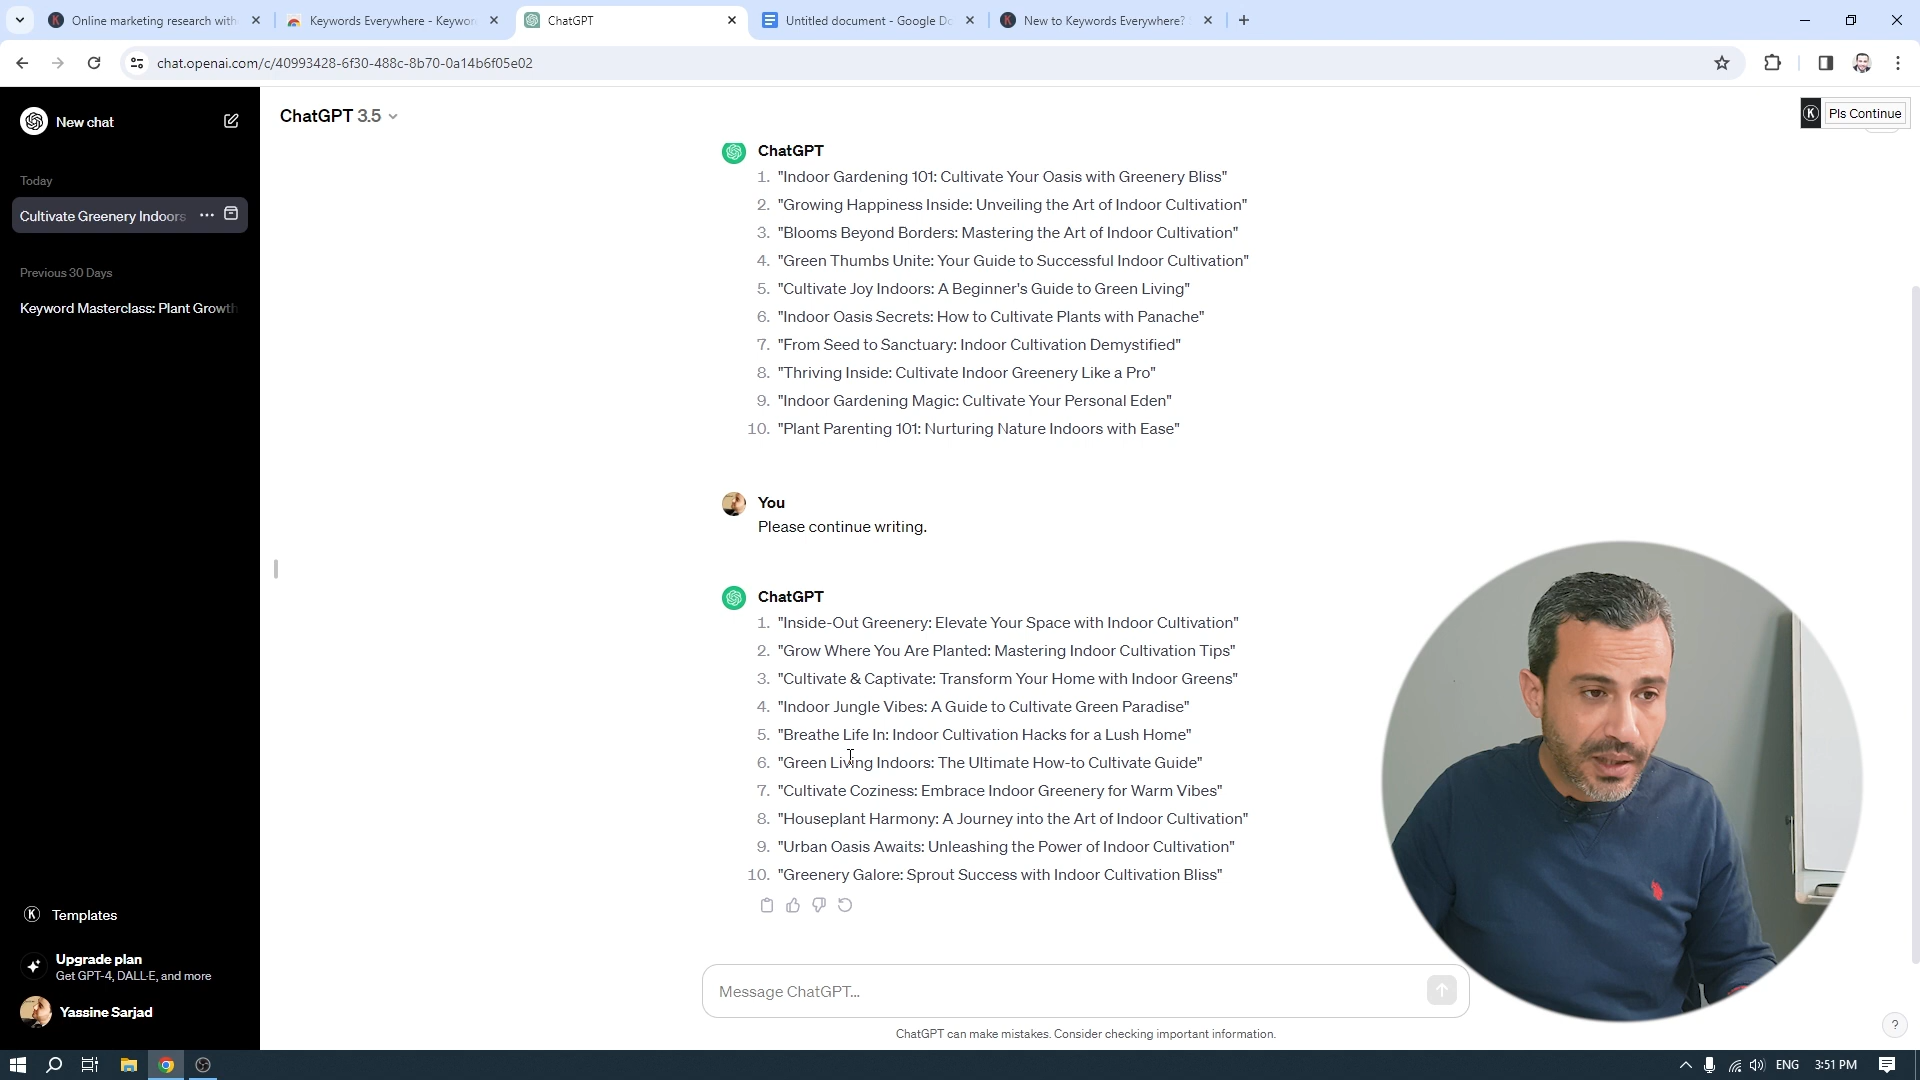 Online marketing research with
Keywords Everywhere - Keywor
ChatGPT
Untitled document - Google Do
New to Keywords Everywhere?
chat.openai.com/c/40993428-6f30-488c-8b70-0a14b6f05e02
New chat
ChatGPT 3.5
K
Pls Continue
Today
Cultivate Greenery Indoors
Previous 30 Days
Keyword Masterclass: Plant Growth
ChatGPT
1. "Indoor Gardening 101: Cultivate Your Oasis with Greenery Bliss"
2. "Growing Happiness Inside: Unveiling the Art of Indoor Cultivation"
3. "Blooms Beyond Borders: Mastering the Art of Indoor Cultivation"
4. "Green Thumbs Unite: Your Guide to Successful Indoor Cultivation"
5. "Cultivate Joy Indoors: A Beginner's Guide to Green Living"
6. "Indoor Oasis Secrets: How to Cultivate Plants with Panache"
7. "From Seed to Sanctuary: Indoor Cultivation Demystified"
8. "Thriving Inside: Cultivate Indoor Greenery Like a Pro"
9. "Indoor Gardening Magic: Cultivate Your Personal Eden"
10. "Plant Parenting 101: Nurturing Nature Indoors with Ease"
You
Please continue writing.
ChatGPT
1. "Inside-Out Greenery: Elevate Your Space with Indoor Cultivation"
2. "Grow Where You Are Planted: Mastering Indoor Cultivation Tips"
3. "Cultivate & Captivate: Transform Your Home with Indoor Greens"
4. "Indoor Jungle Vibes: A Guide to Cultivate Green Paradise"
5. "Breathe Life In: Indoor Cultivation Hacks for a Lush Home"
6. "Green Living Indoors: The Ultimate How-to Cultivate Guide"
7. "Cultivate Coziness: Embrace Indoor Greenery for Warm Vibes"
8. "Houseplant Harmony: A Journey into the Art of Indoor Cultivation"
9. "Urban Oasis Awaits: Unleashing the Power of Indoor Cultivation"
10. "Greenery Galore: Sprout Success with Indoor Cultivation Bliss"
K
Templates
Upgrade plan
Get GPT-4, DALL·E, and more
Yassine Sarjad
Message ChatGPT...
ChatGPT can make mistakes. Consider checking important information.
?
ENG
3:51 PM